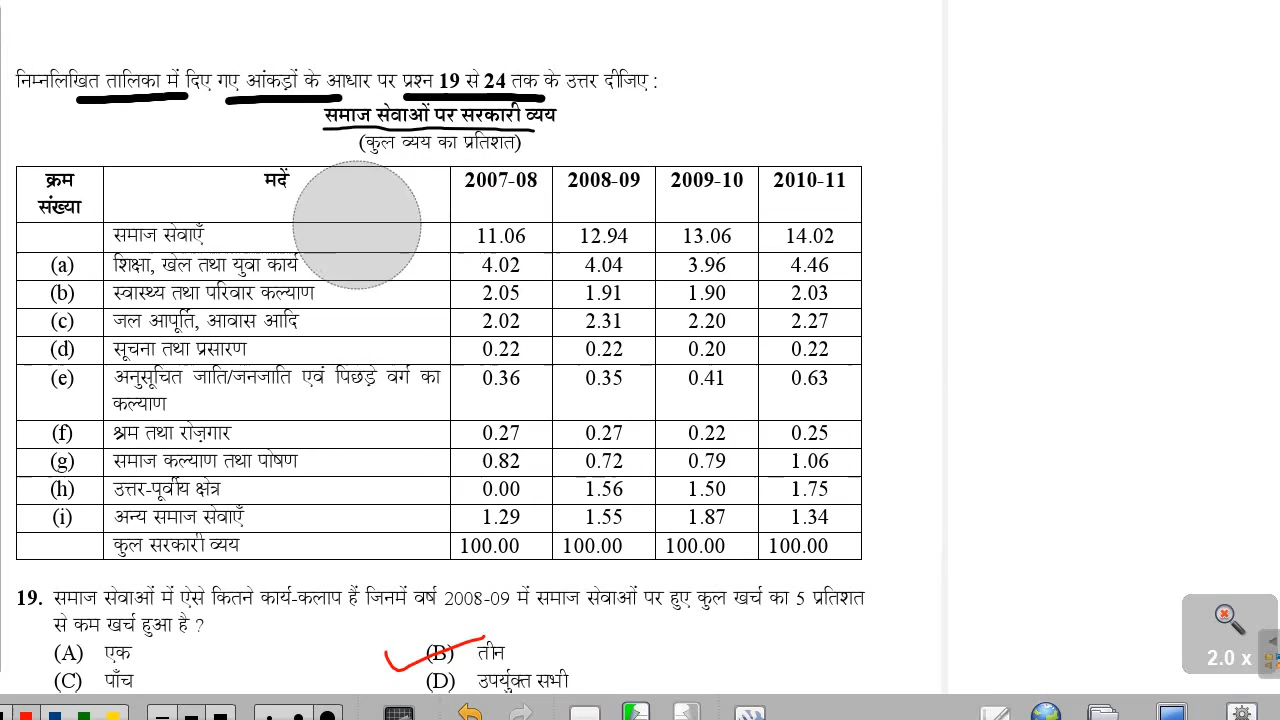 निम्नलिखित तालिका में दिए गए आंकड़ों के आधार पर प्रश्न 19 से 24 तक के उत्तर दीजिए :
समाज सेवाओं पर सरकारी व्यय
(कुल व्यय का प्रतिशत)
क्रम संख्या मदें 2007-08 2008-09 2009-10 2010-11
समाज सेवाएँ 11.06 12.94 13.06 14.02
(a) शिक्षा, खेल तथा युवा कार्य 4.02 4.04 3.96 4.46
(b) स्वास्थ्य तथा परिवार कल्याण 2.05 1.91 1.90 2.03
(c) जल आपूर्ति, आवास आदि 2.02 2.31 2.20 2.27
(d) सूचना तथा प्रसारण 0.22 0.22 0.20 0.22
(e) अनुसूचित जाति/जनजाति एवं पिछड़े वर्ग का 0.36 0.35 0.41 0.63
कल्याण
(f) श्रम तथा रोज़गार 0.27 0.27 0.22 0.25
(g) समाज कल्याण तथा पोषण 0.82 0.72 0.79 1.06
(h) उत्तर-पूर्वीय क्षेत्र 0.00 1.56 1.50 1.75
(i) अन्य समाज सेवाएँ 1.29 1.55 1.87 1.34
कुल सरकारी व्यय 100.00 100.00 100.00 100.00
19. समाज सेवाओं में ऐसे कितने कार्य-कलाप हैं जिनमें वर्ष 2008-09 में समाज सेवाओं पर हुए कुल खर्च का 5 प्रतिशत
से कम खर्च हुआ है ?
(A) एक (B) तीन
(C) पाँच (D) उपर्युक्त सभी
2.0 x